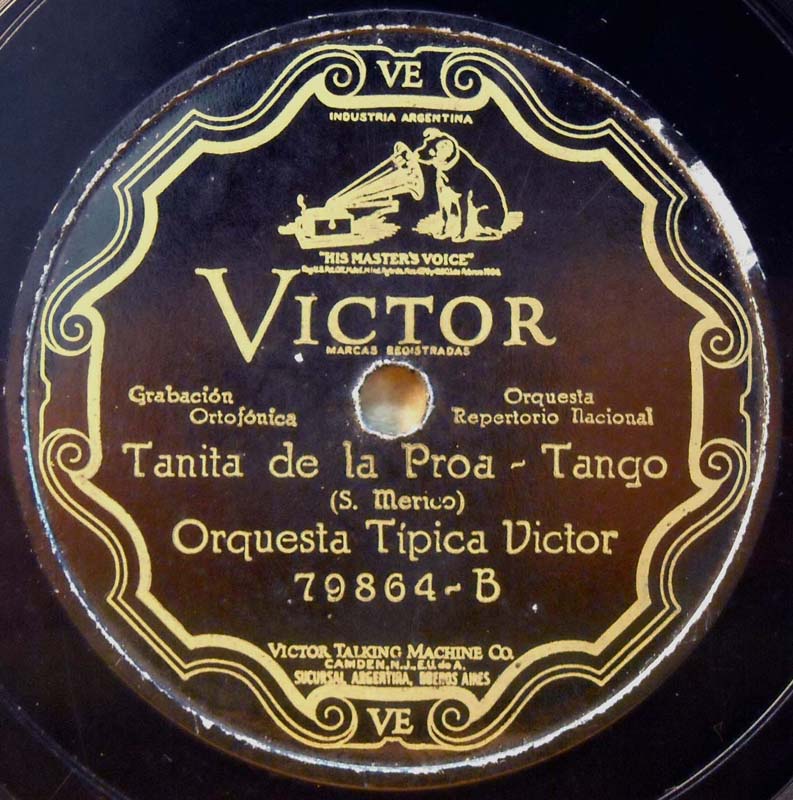 VE
INDUSTRIA ARGENTINA
"HIS MASTER'S VOICE"
VICTOR
MARCAS REGISTRADAS
Grabación Ortofónica
Orquesta Repertorio Nacional
Tanita de la Proa - Tango
(S. Merico)
Orquesta Típica Victor
79864-B
VICTOR TALKING MACHINE CO.
CAMDEN, N.J., E.U. de A.
SUCURSAL ARGENTINA, BUENOS AIRES
VE